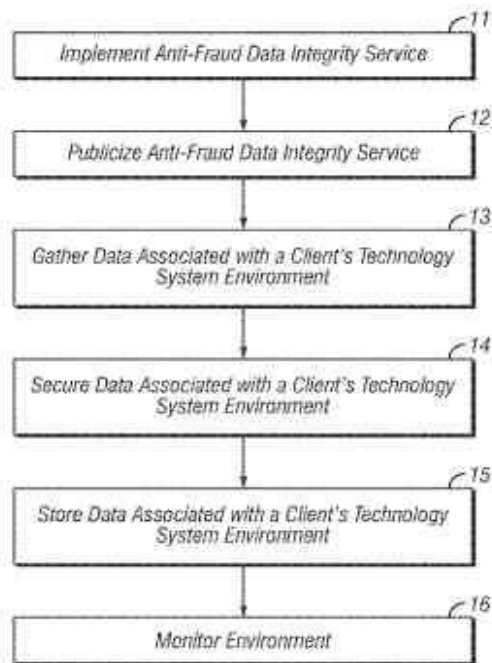 11
Implement Anti-Fraud Data Integrity Service
12
Publicize Anti-Fraud Data Integrity Service
13
Gather Data Associated with a Client's Technology
System Environment
14
Secure Data Associated with a Client's Technology
System Environment
15
Store Data Associated with a Client's Technology
System Environment
16
Monitor Environment